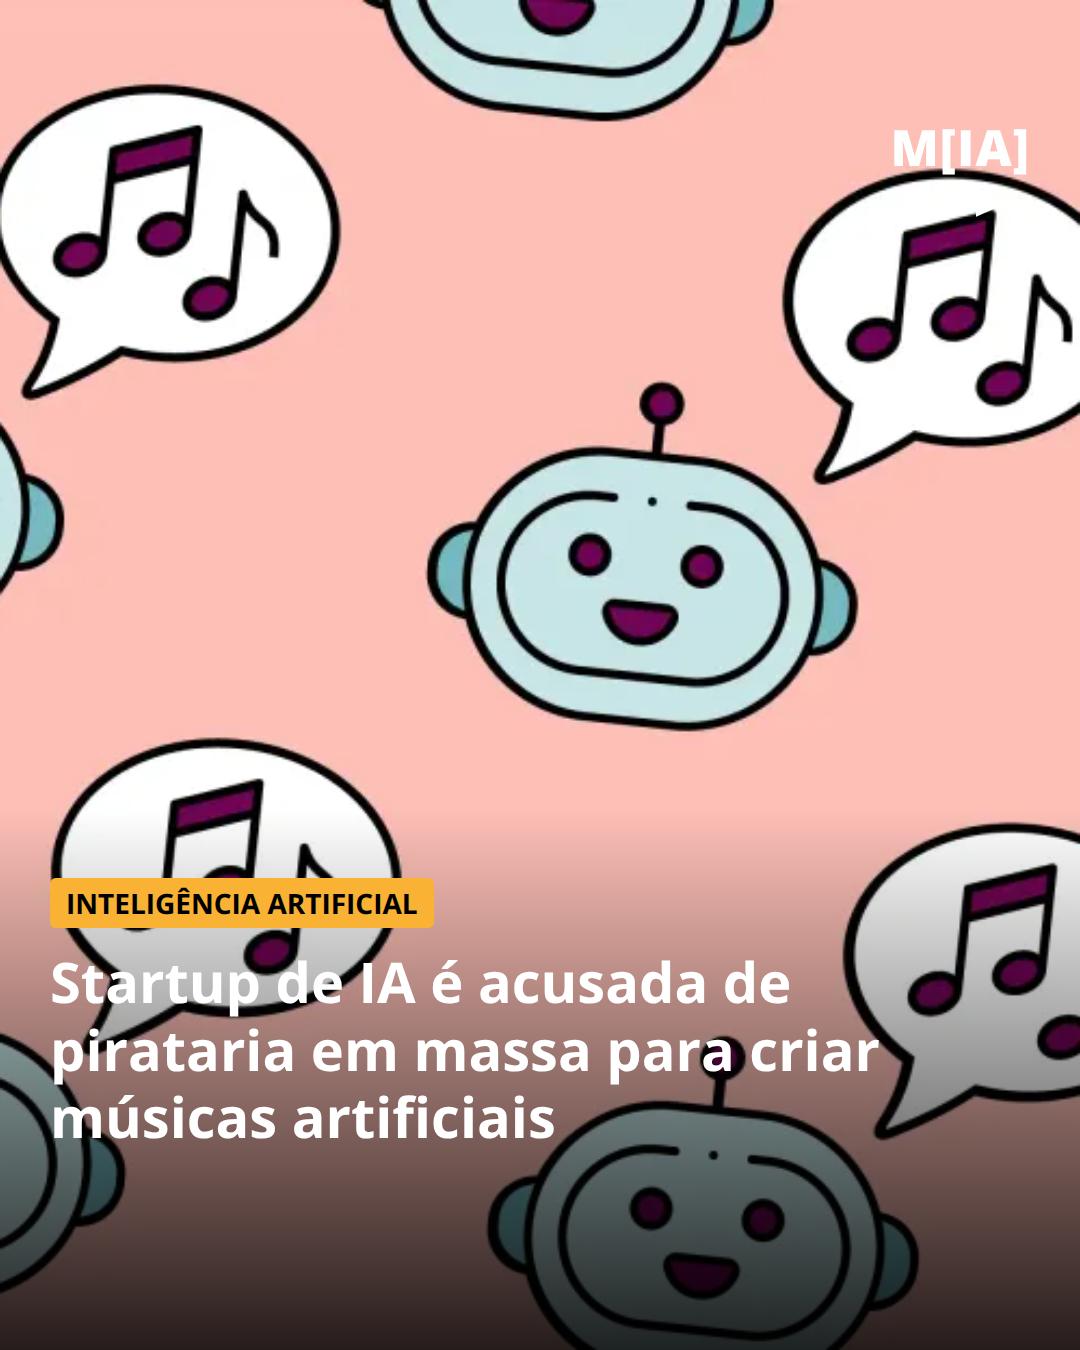 M[IA]
INTELIGÊNCIA ARTIFICIAL
Startup de IA é acusada de
pirataria em massa para criar
músicas artificiais